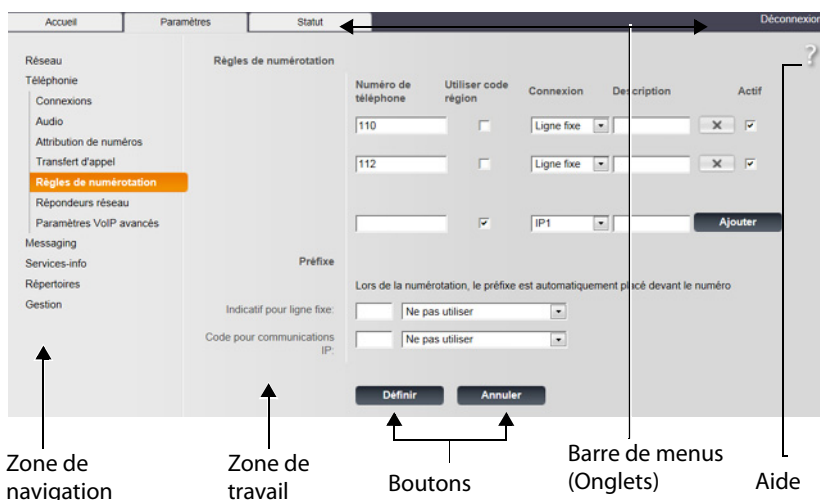 Accueil Paramètres Statut Déconnexion
Réseau
Téléphonie
Connexions
Audio
Attribution de numéros
Transfert d'appel
Règles de numérotation
Répondeurs réseau
Paramètres VoIP avancés
Messaging
Services-info
Répertoires
Gestion
Règles de numérotation
Numéro de téléphone Utiliser code région Connexion Description Actif
110 Ligne fixe
112 Ligne fixe
IP1 Ajouter
Préfixe
Lors de la numérotation, le préfixe est automatiquement placé devant le numéro
Indicatif pour ligne fixe: Ne pas utiliser
Code pour communications IP: Ne pas utiliser
Définir Annuler
?
Zone de navigation
Zone de travail
Boutons
Barre de menus (Onglets)
Aide